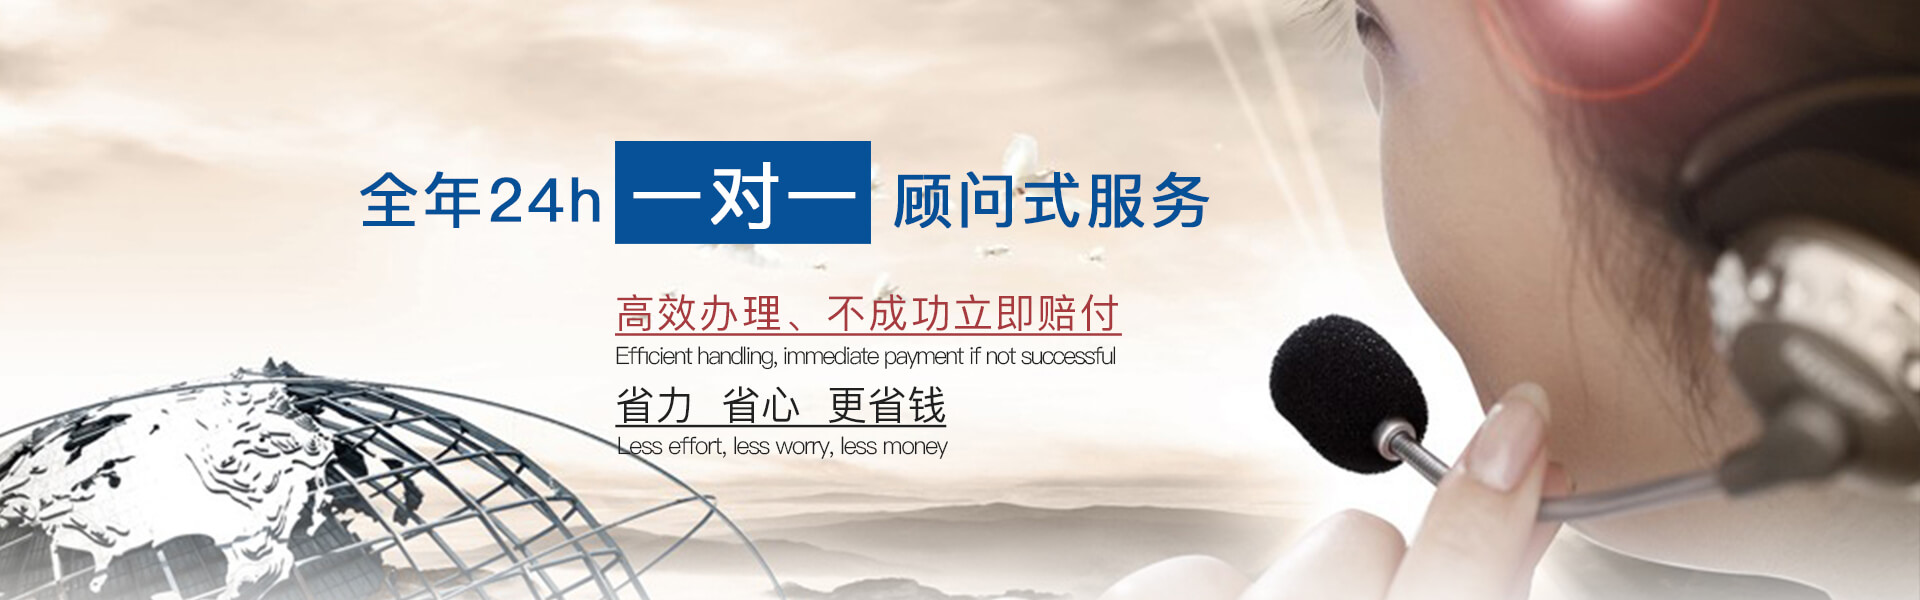 全年24h 一对一 顾问式服务
高效办理、不成功立即赔付
Efficient handling, immediate payment if not successful
省力 省心 更省钱
Less effort, less worry, less money